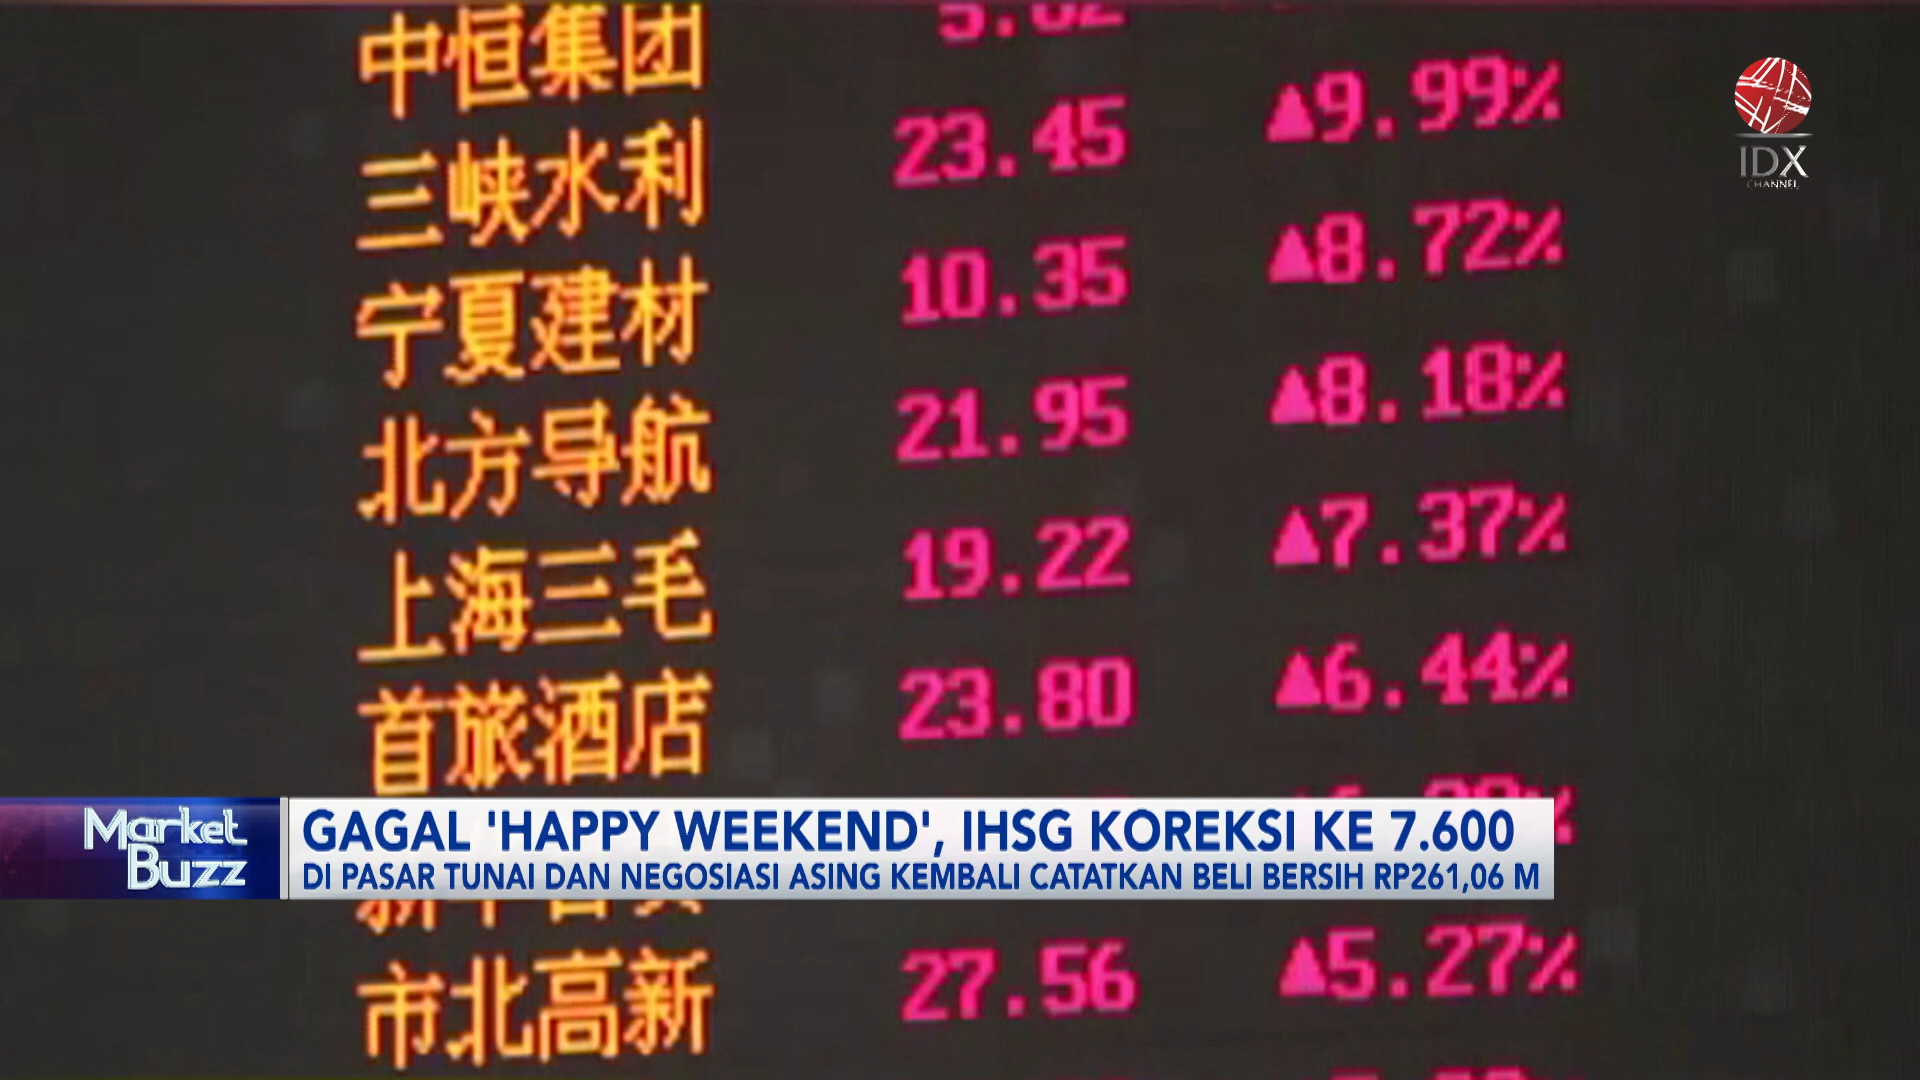 中恒集团 5.62
三峡水利 23.45 ▲9.99%
宁夏建材 10.35 ▲8.72%
北方导航 21.95 ▲8.18%
上海三毛 19.22 ▲7.37%
首旅酒店 23.80 ▲6.44%
市北高新 27.56 ▲5.27%
IDX
CHANNEL
Market
Buzz
GAGAL 'HAPPY WEEKEND', IHSG KOREKSI KE 7.600
DI PASAR TUNAI DAN NEGOSIASI ASING KEMBALI CATATKAN BELI BERSIH RP261,06 M